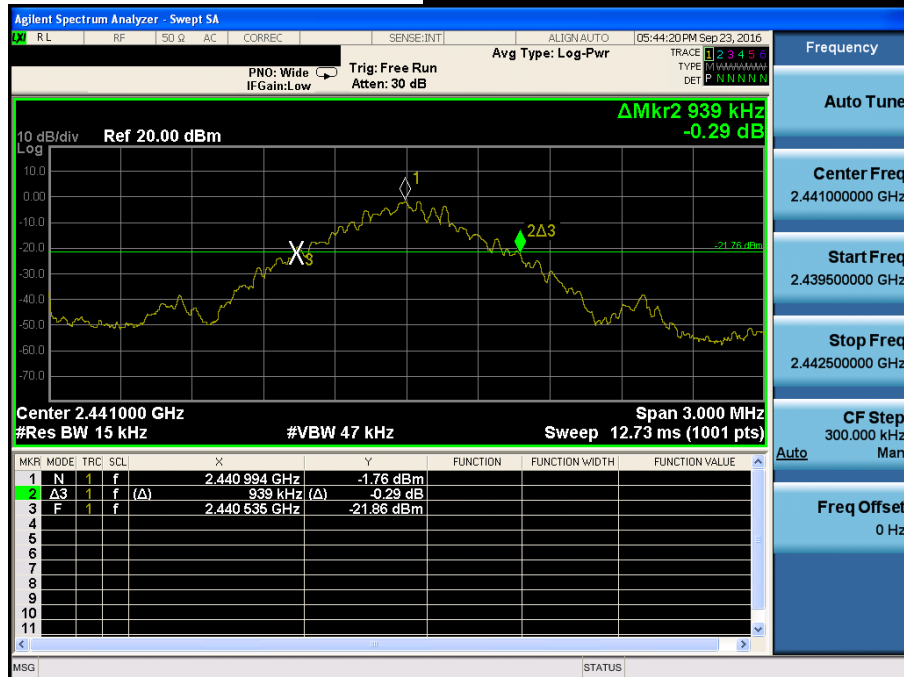 Agilent Spectrum Analyzer - Swept SA
LXI RL RF 50 Ω AC CORREC SENSE:INT ALIGNAUTO 05:44:20PM Sep 23, 2016
PNO: Wide
IFGain:Low
Trig: Free Run
Atten: 30 dB
Avg Type: Log-Pwr
TRACE 1 2 3 4 5 6
TYPE MWWWWW
DET P N N N N N
ΔMkr2 939 kHz
-0.29 dB
10 dB/div Ref 20.00 dBm
Log
10.0
0.00
-10.0
-20.0
-30.0
-40.0
-50.0
-60.0
-70.0
1
2Δ3
3
-21.76 dBm
Center 2.441000 GHz Span 3.000 MHz
#Res BW 15 kHz #VBW 47 kHz Sweep 12.73 ms (1001 pts)
MKR MODE TRC SCL X Y FUNCTION FUNCTION WIDTH FUNCTION VALUE
1 N 1 f 2.440 994 GHz -1.76 dBm
2 Δ3 1 f (Δ) 939 kHz (Δ) -0.29 dB
3 F 1 f 2.440 535 GHz -21.86 dBm
4
5
6
7
8
9
10
11
MSG STATUS
Frequency
Auto Tune
Center Freq
2.441000000 GHz
Start Freq
2.439500000 GHz
Stop Freq
2.442500000 GHz
CF Step
300.000 kHz
Auto Man
Freq Offset
0 Hz